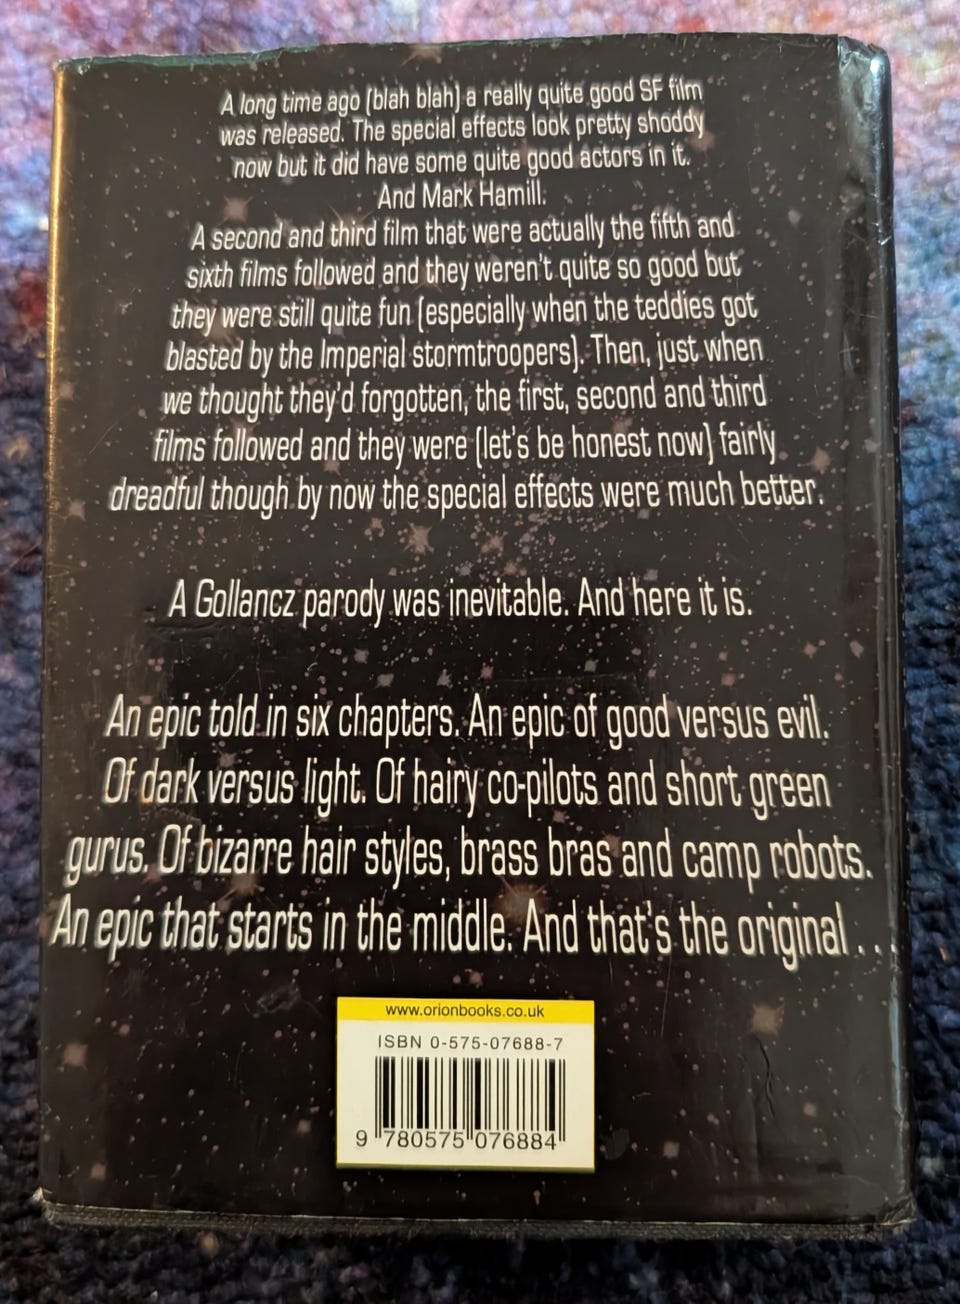 A long time ago (blah blah) a really quite good SF film
was released. The special effects look pretty shoddy
now but it did have some quite good actors in it.
And Mark Hamill.
A second and third film that were actually the fifth and
sixth films followed and they weren't quite so good but
they were still quite fun (especially when the teddies got
blasted by the Imperial stormtroopers). Then, just when
we thought they'd forgotten, the first, second and third
films followed and they were (let's be honest now) fairly
dreadful though by now the special effects were much better.
A Gollancz parody was inevitable. And here it is.
An epic told in six chapters. An epic of good versus evil.
Of dark versus light. Of hairy co-pilots and short green
gurus. Of bizarre hair styles, brass bras and camp robots.
An epic that starts in the middle. And that's the original . . .
www.orionbooks.co.uk
ISBN 0-575-07688-7
9 780575 076884